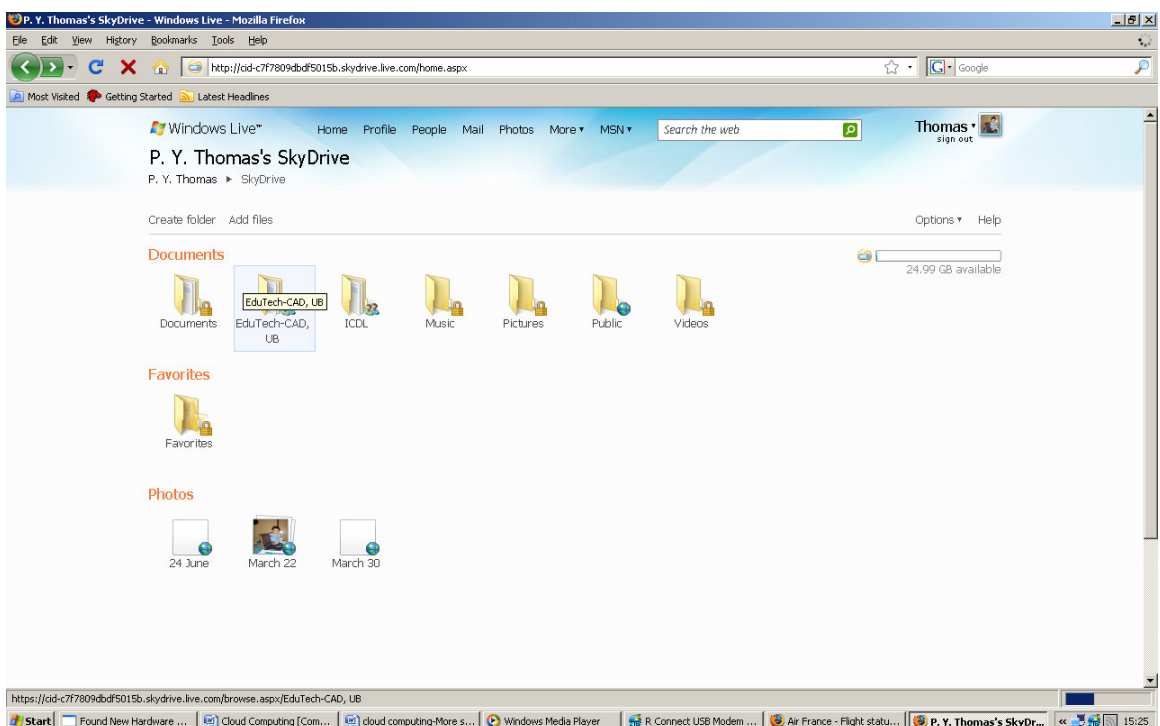 P. Y. Thomas's SkyDrive - Windows Live - Mozilla Firefox
File Edit View History Bookmarks Tools Help
http://cid-c7f7809dbdf5015b.skydrive.live.com/home.aspx
G Google
Most Visited Getting Started Latest Headlines
Windows Live™ Home Profile People Mail Photos More MSN Search the web Thomas
sign out
P. Y. Thomas's SkyDrive
P. Y. Thomas SkyDrive
Create folder Add files Options Help
Documents
24.99 GB available
EduTech-CAD, UB
Documents EduTech-CAD, UB ICDL Music Pictures Public Videos
Favorites
Favorites
Photos
24 June March 22 March 30
https://cid-c7f7809dbdf5015b.skydrive.live.com/browse.aspx/EduTech-CAD, UB
Start Found New Hardware ... Cloud Computing [Com... cloud computing-More s... Windows Media Player R Connect USB Modem ... Air France - Flight statu... P. Y. Thomas's SkyDr... « 15:25